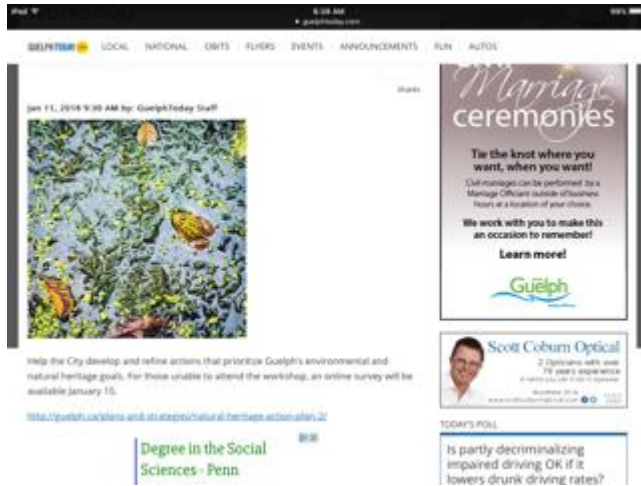 iPad
9:38 AM
guelphtoday.com
GUELPHTODAY LOCAL NATIONAL OBITS FLYERS EVENTS ANNOUNCEMENTS FUN AUTOS
Jan 11, 2018 9:30 AM by: GuelphToday Staff
Help the City develop and refine actions that prioritize Guelph's environmental and
natural heritage goals. For those unable to attend the workshop, an online survey will be
available January 15.
http://guelph.ca/plans-and-strategies/natural-heritage-action-plan-2/
Degree in the Social
Sciences - Penn
Marriage
ceremonies
Tie the knot where you
want, when you want!
Civil marriages can be performed by a
Marriage Officiant outside of business
hours at a location of your choice.
We work with you to make this
an occasion to remember!
Learn more!
Guelph
Scott Coburn Optical
2 Opticians with over
years experience
TODAY'S POLL
Is partly decriminalizing
impaired driving OK if it
lowers drunk driving rates?